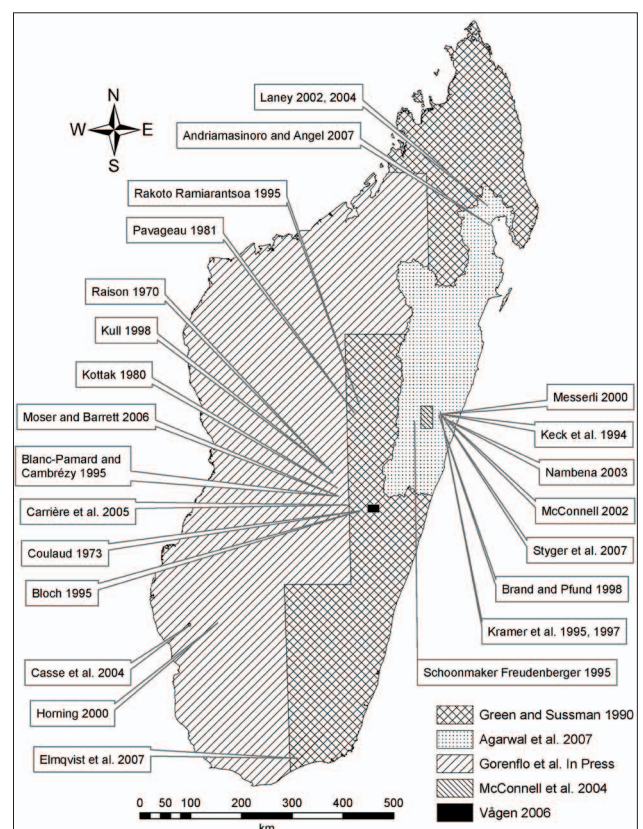 N
W E
S
Laney 2002, 2004
Andriamasinoro and Angel 2007
Rakoto Ramiarantsoa 1995
Pavageau 1981
Raison 1970
Kull 1998
Kottak 1980
Moser and Barrett 2006
Blanc-Pamard and
Cambrézy 1995
Carrière et al. 2005
Coulaud 1973
Bloch 1995
Casse et al. 2004
Horning 2000
Elmqvist et al. 2007
Messerli 2000
Keck et al. 1994
Nambena 2003
McConnell 2002
Styger et al. 2007
Brand and Pfund 1998
Kramer et al. 1995, 1997
Schoonmaker Freudenberger 1995
Green and Sussman 1990
Agarwal et al. 2007
Gorenflo et al. In Press
McConnell et al. 2004
Vågen 2006
0 100 200 300 400 500
km